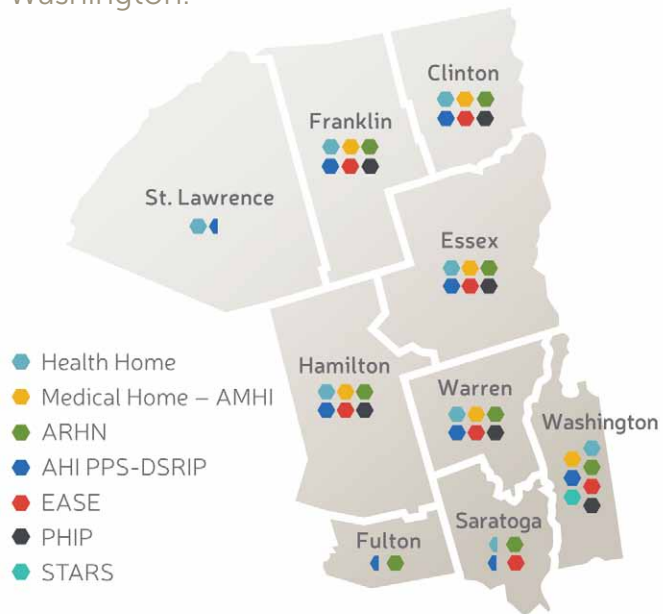 Washington.
Clinton
Franklin
St. Lawrence
Essex
Hamilton
Warren
Washington
Saratoga
Fulton
Health Home
Medical Home – AMHI
ARHN
AHI PPS-DSRIP
EASE
PHIP
STARS